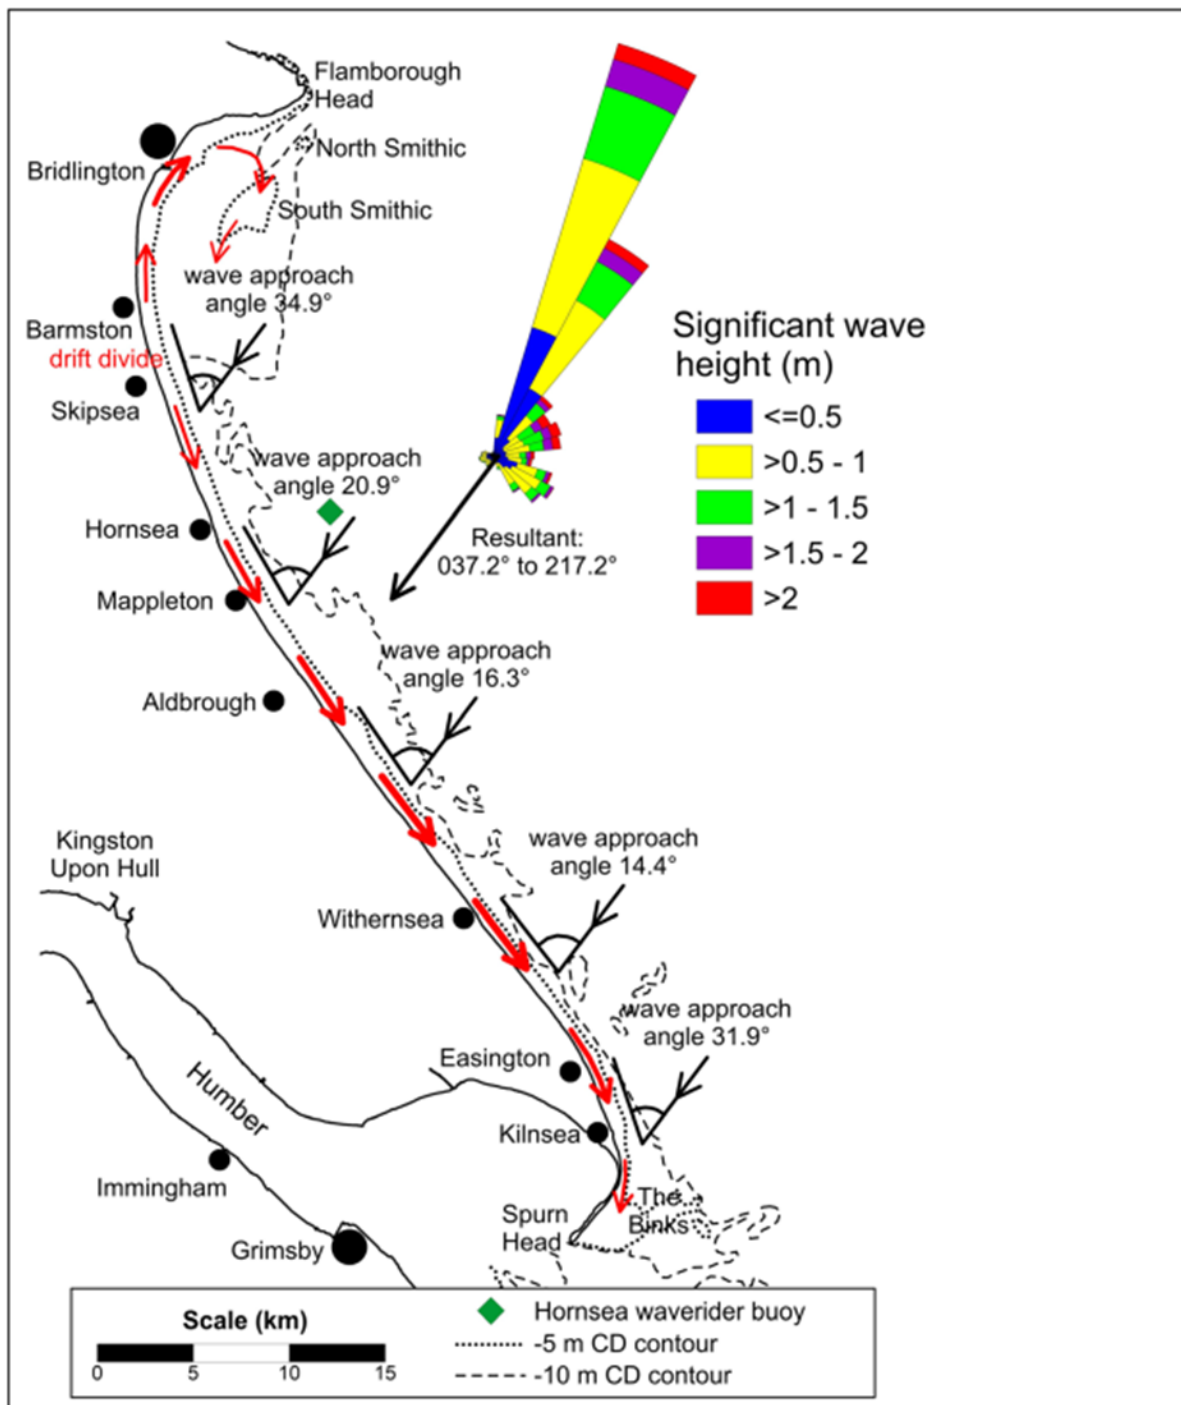 Flamborough
Head
North Smithic
Bridlington
South Smithic
wave approach
angle 34.9°
Barmston
drift divide
Skipsea
Significant wave
height (m)
<=0.5
>0.5 - 1
>1 - 1.5
>1.5 - 2
>2
wave approach
angle 20.9°
Hornsea
Resultant:
037.2° to 217.2°
Mappleton
wave approach
angle 16.3°
Aldbrough
Kingston
Upon Hull
wave approach
angle 14.4°
Withernsea
wave approach
angle 31.9°
Easington
Humber
Kilnsea
Immingham
The
Binks
Spurn
Head
Grimsby
Scale (km)
0 5 10 15
Hornsea waverider buoy
-5 m CD contour
-10 m CD contour